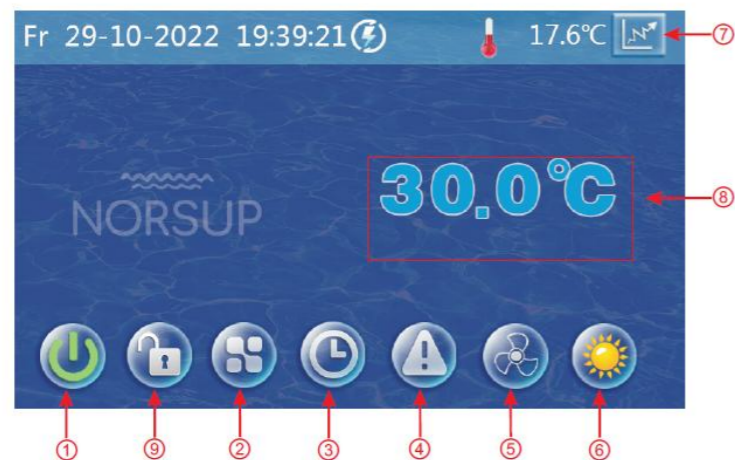 Fr 29-10-2022 19:39:21 17.6℃ ⑦
30.0℃ ⑧
NORSUP
① ⑨ ② ③ ④ ⑤ ⑥